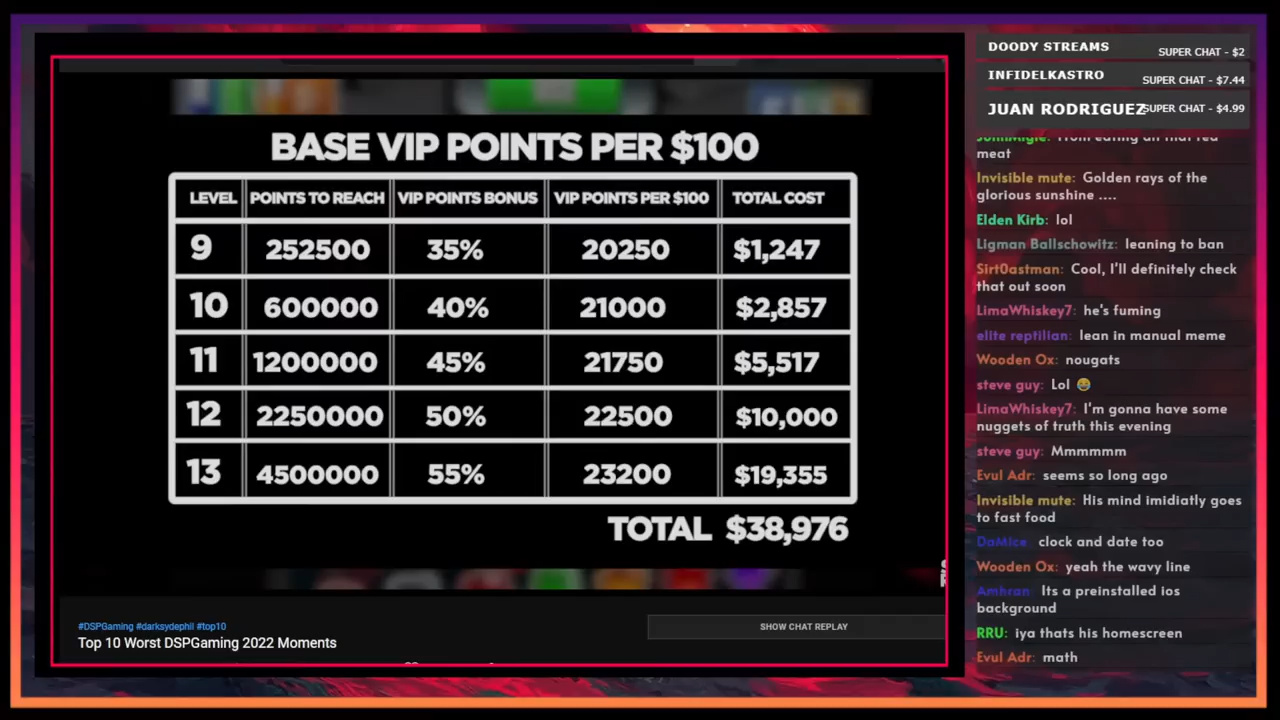 BASE VIP POINTS PER $100
LEVEL POINTS TO REACH VIP POINTS BONUS VIP POINTS PER $100 TOTAL COST
9 252500 35% 20250 $1,247
10 600000 40% 21000 $2,857
11 1200000 45% 21750 $5,517
12 2250000 50% 22500 $10,000
13 4500000 55% 23200 $19,355
TOTAL $38,976
#DSPGaming #darksydephil #top10
Top 10 Worst DSPGaming 2022 Moments
SHOW CHAT REPLAY
DOODY STREAMS SUPER CHAT - $2
INFIDELKASTRO SUPER CHAT - $7.44
JUAN RODRIGUEZ SUPER CHAT - $4.99
meat
Invisible mute: Golden rays of the
glorious sunshine ....
Elden Kirb: lol
Ligman Ballschowitz: leaning to ban
Sirt0astman: Cool, I'll definitely check
that out soon
LimaWhiskey7: he's fuming
elite reptilian: lean in manual meme
Wooden Ox: nougats
steve guy: Lol 😂
LimaWhiskey7: I'm gonna have some
nuggets of truth this evening
steve guy: Mmmmmm
Evul Adr: seems so long ago
Invisible mute: His mind imidiatly goes
to fast food
DaMice: clock and date too
Wooden Ox: yeah the wavy line
Amhran: Its a preinstalled ios
background
RRU: iya thats his homescreen
Evul Adr: math